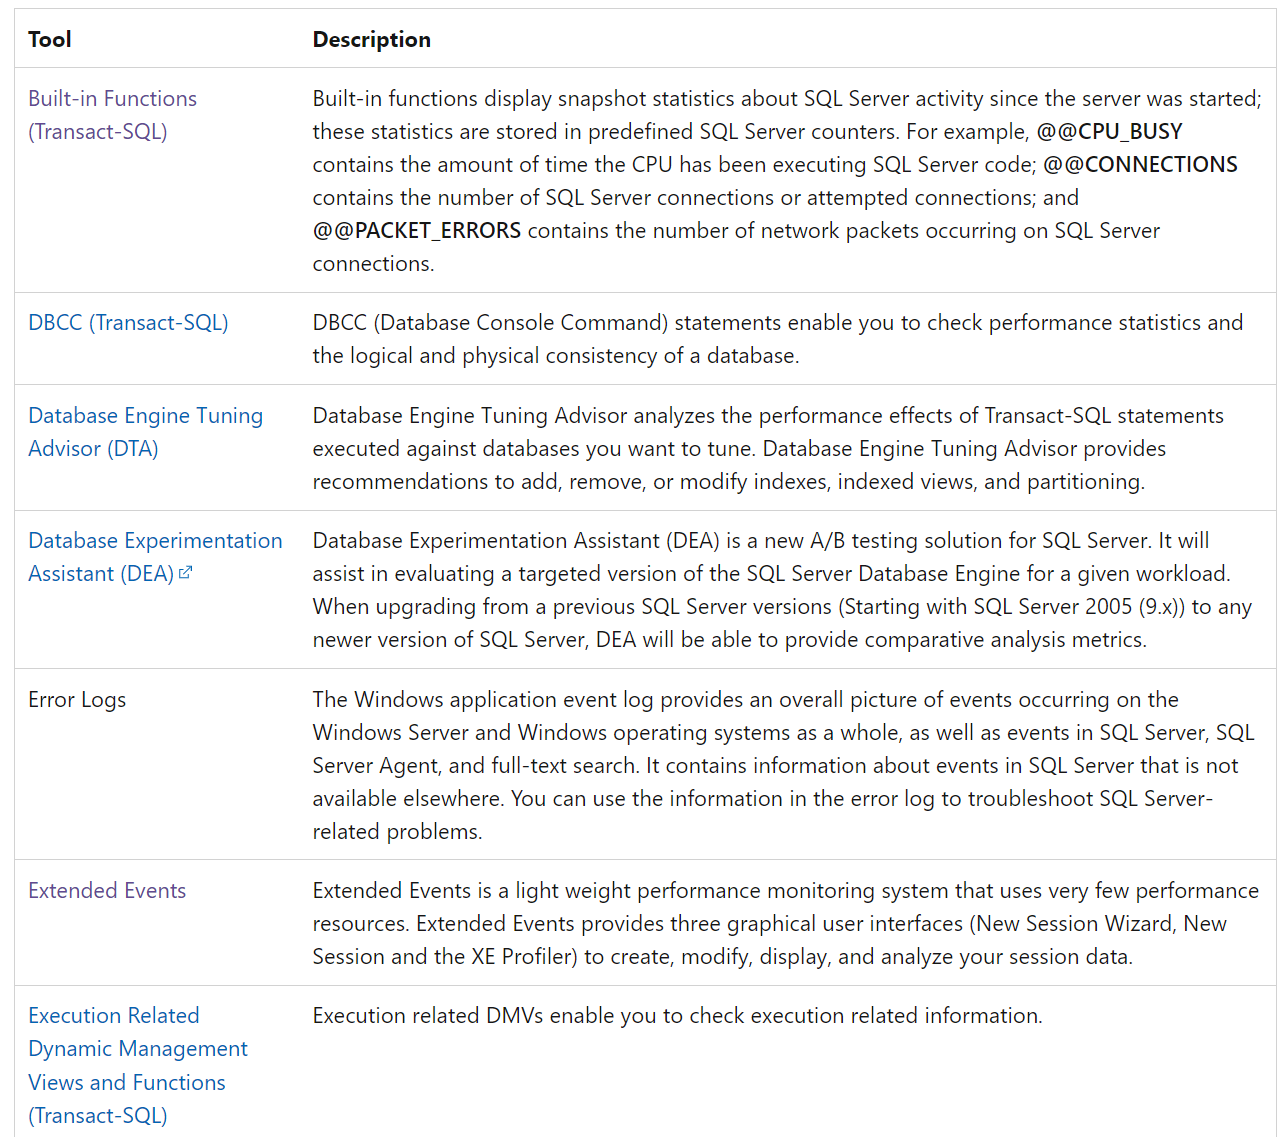 Tool
Description
Built-in Functions
(Transact-SQL)
Built-in functions display snapshot statistics about SQL Server activity since the server was started;
these statistics are stored in predefined SQL Server counters. For example, @@CPU_BUSY
contains the amount of time the CPU has been executing SQL Server code; @@CONNECTIONS
contains the number of SQL Server connections or attempted connections; and
@@PACKET_ERRORS contains the number of network packets occurring on SQL Server
connections.
DBCC (Transact-SQL)
DBCC (Database Console Command) statements enable you to check performance statistics and
the logical and physical consistency of a database.
Database Engine Tuning
Advisor (DTA)
Database Engine Tuning Advisor analyzes the performance effects of Transact-SQL statements
executed against databases you want to tune. Database Engine Tuning Advisor provides
recommendations to add, remove, or modify indexes, indexed views, and partitioning.
Database Experimentation
Assistant (DEA)
Database Experimentation Assistant (DEA) is a new A/B testing solution for SQL Server. It will
assist in evaluating a targeted version of the SQL Server Database Engine for a given workload.
When upgrading from a previous SQL Server versions (Starting with SQL Server 2005 (9.x)) to any
newer version of SQL Server, DEA will be able to provide comparative analysis metrics.
Error Logs
The Windows application event log provides an overall picture of events occurring on the
Windows Server and Windows operating systems as a whole, as well as events in SQL Server, SQL
Server Agent, and full-text search. It contains information about events in SQL Server that is not
available elsewhere. You can use the information in the error log to troubleshoot SQL Server-
related problems.
Extended Events
Extended Events is a light weight performance monitoring system that uses very few performance
resources. Extended Events provides three graphical user interfaces (New Session Wizard, New
Session and the XE Profiler) to create, modify, display, and analyze your session data.
Execution Related
Dynamic Management
Views and Functions
(Transact-SQL)
Execution related DMVs enable you to check execution related information.